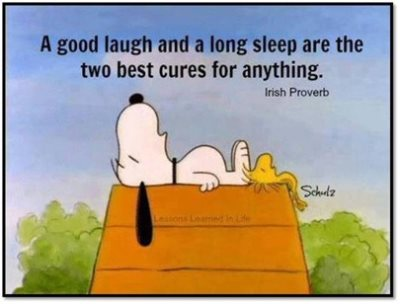 A good laugh and a long sleep are the
two best cures for anything.
Irish Proverb
Schulz
Lessons Learned In Life